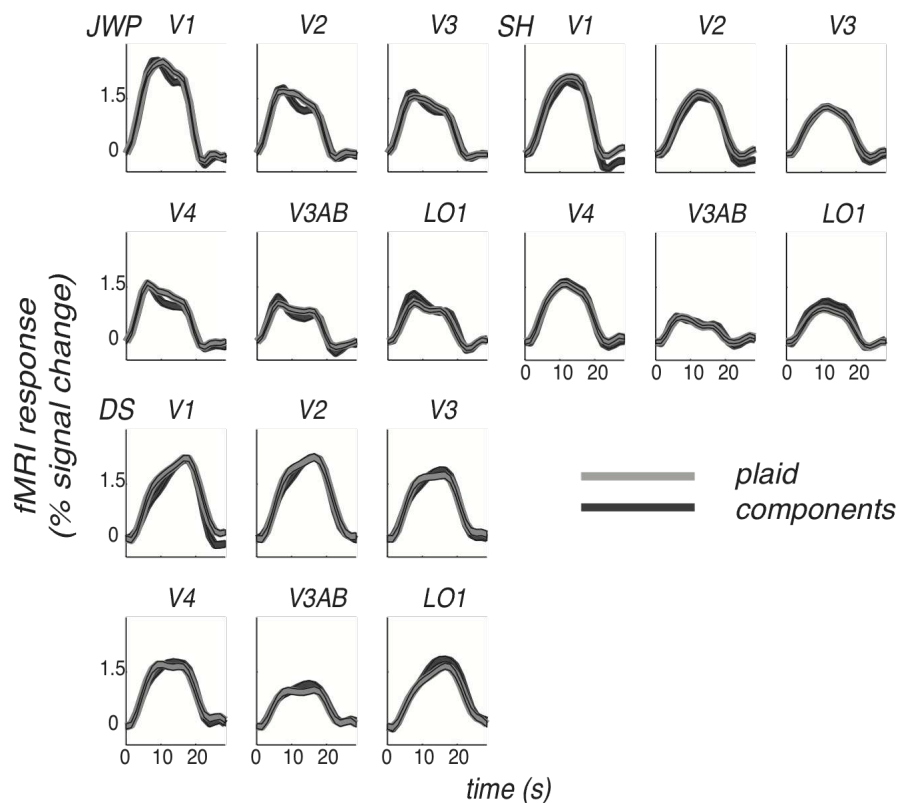 JWP V1 V2 V3 SH V1 V2 V3
1.5
0
V4 V3AB LO1 V4 V3AB LO1
1.5
0
0 10 20 0 10 20 0 10 20
DS V1 V2 V3
1.5
0
plaid
components
V4 V3AB LO1
1.5
0
0 10 20 0 10 20 0 10 20
time (s)
fMRI response
(% signal change)